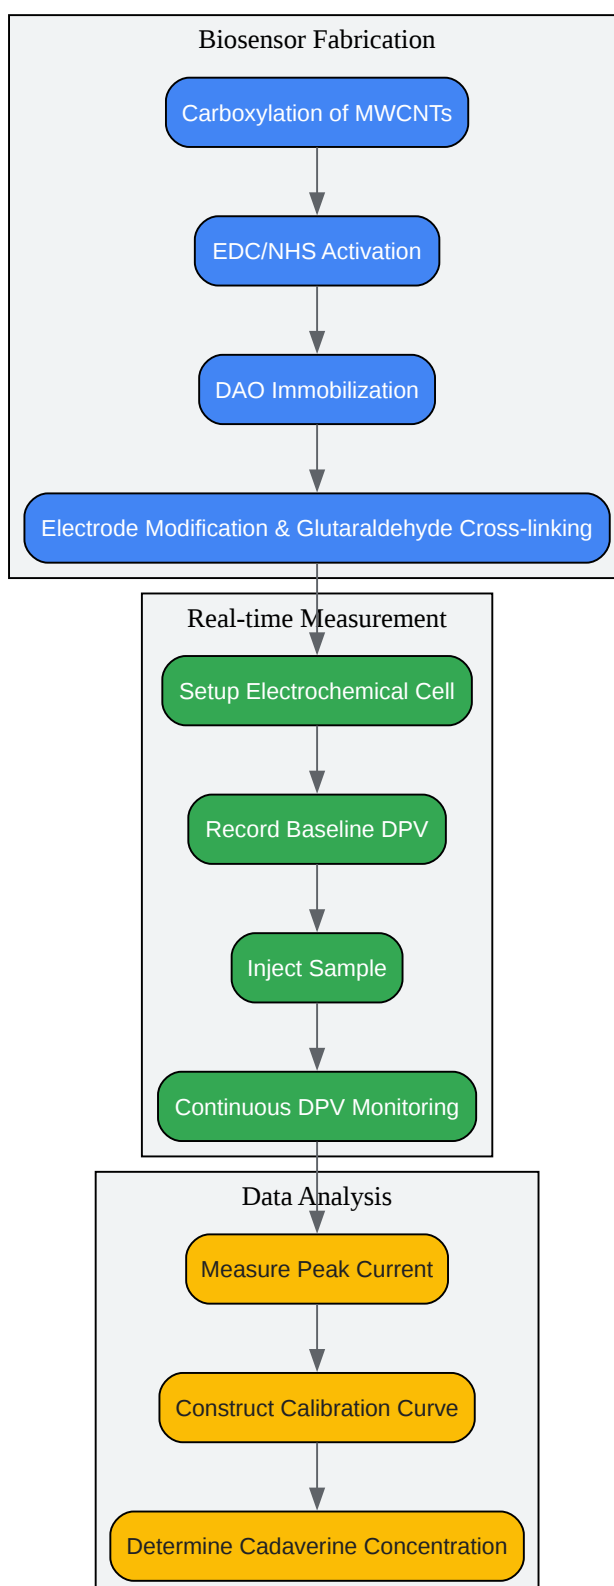 Biosensor Fabrication
Carboxylation of MWCNTs
EDC/NHS Activation
DAO Immobilization
Electrode Modification & Glutaraldehyde Cross-linking
Real-time Measurement
Setup Electrochemical Cell
Record Baseline DPV
Inject Sample
Continuous DPV Monitoring
Data Analysis
Measure Peak Current
Construct Calibration Curve
Determine Cadaverine Concentration